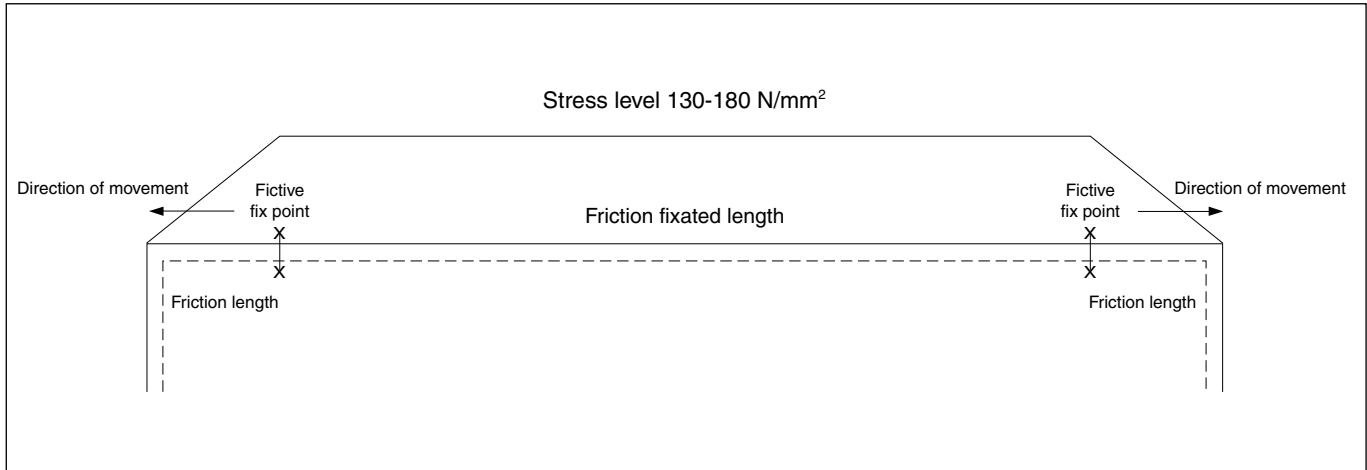 Stress level 130-180 N/mm²
Direction of movement
Fictive
fix point
Friction fixated length
Fictive
fix point
Direction of movement
X
X
X
X
Friction length
Friction length